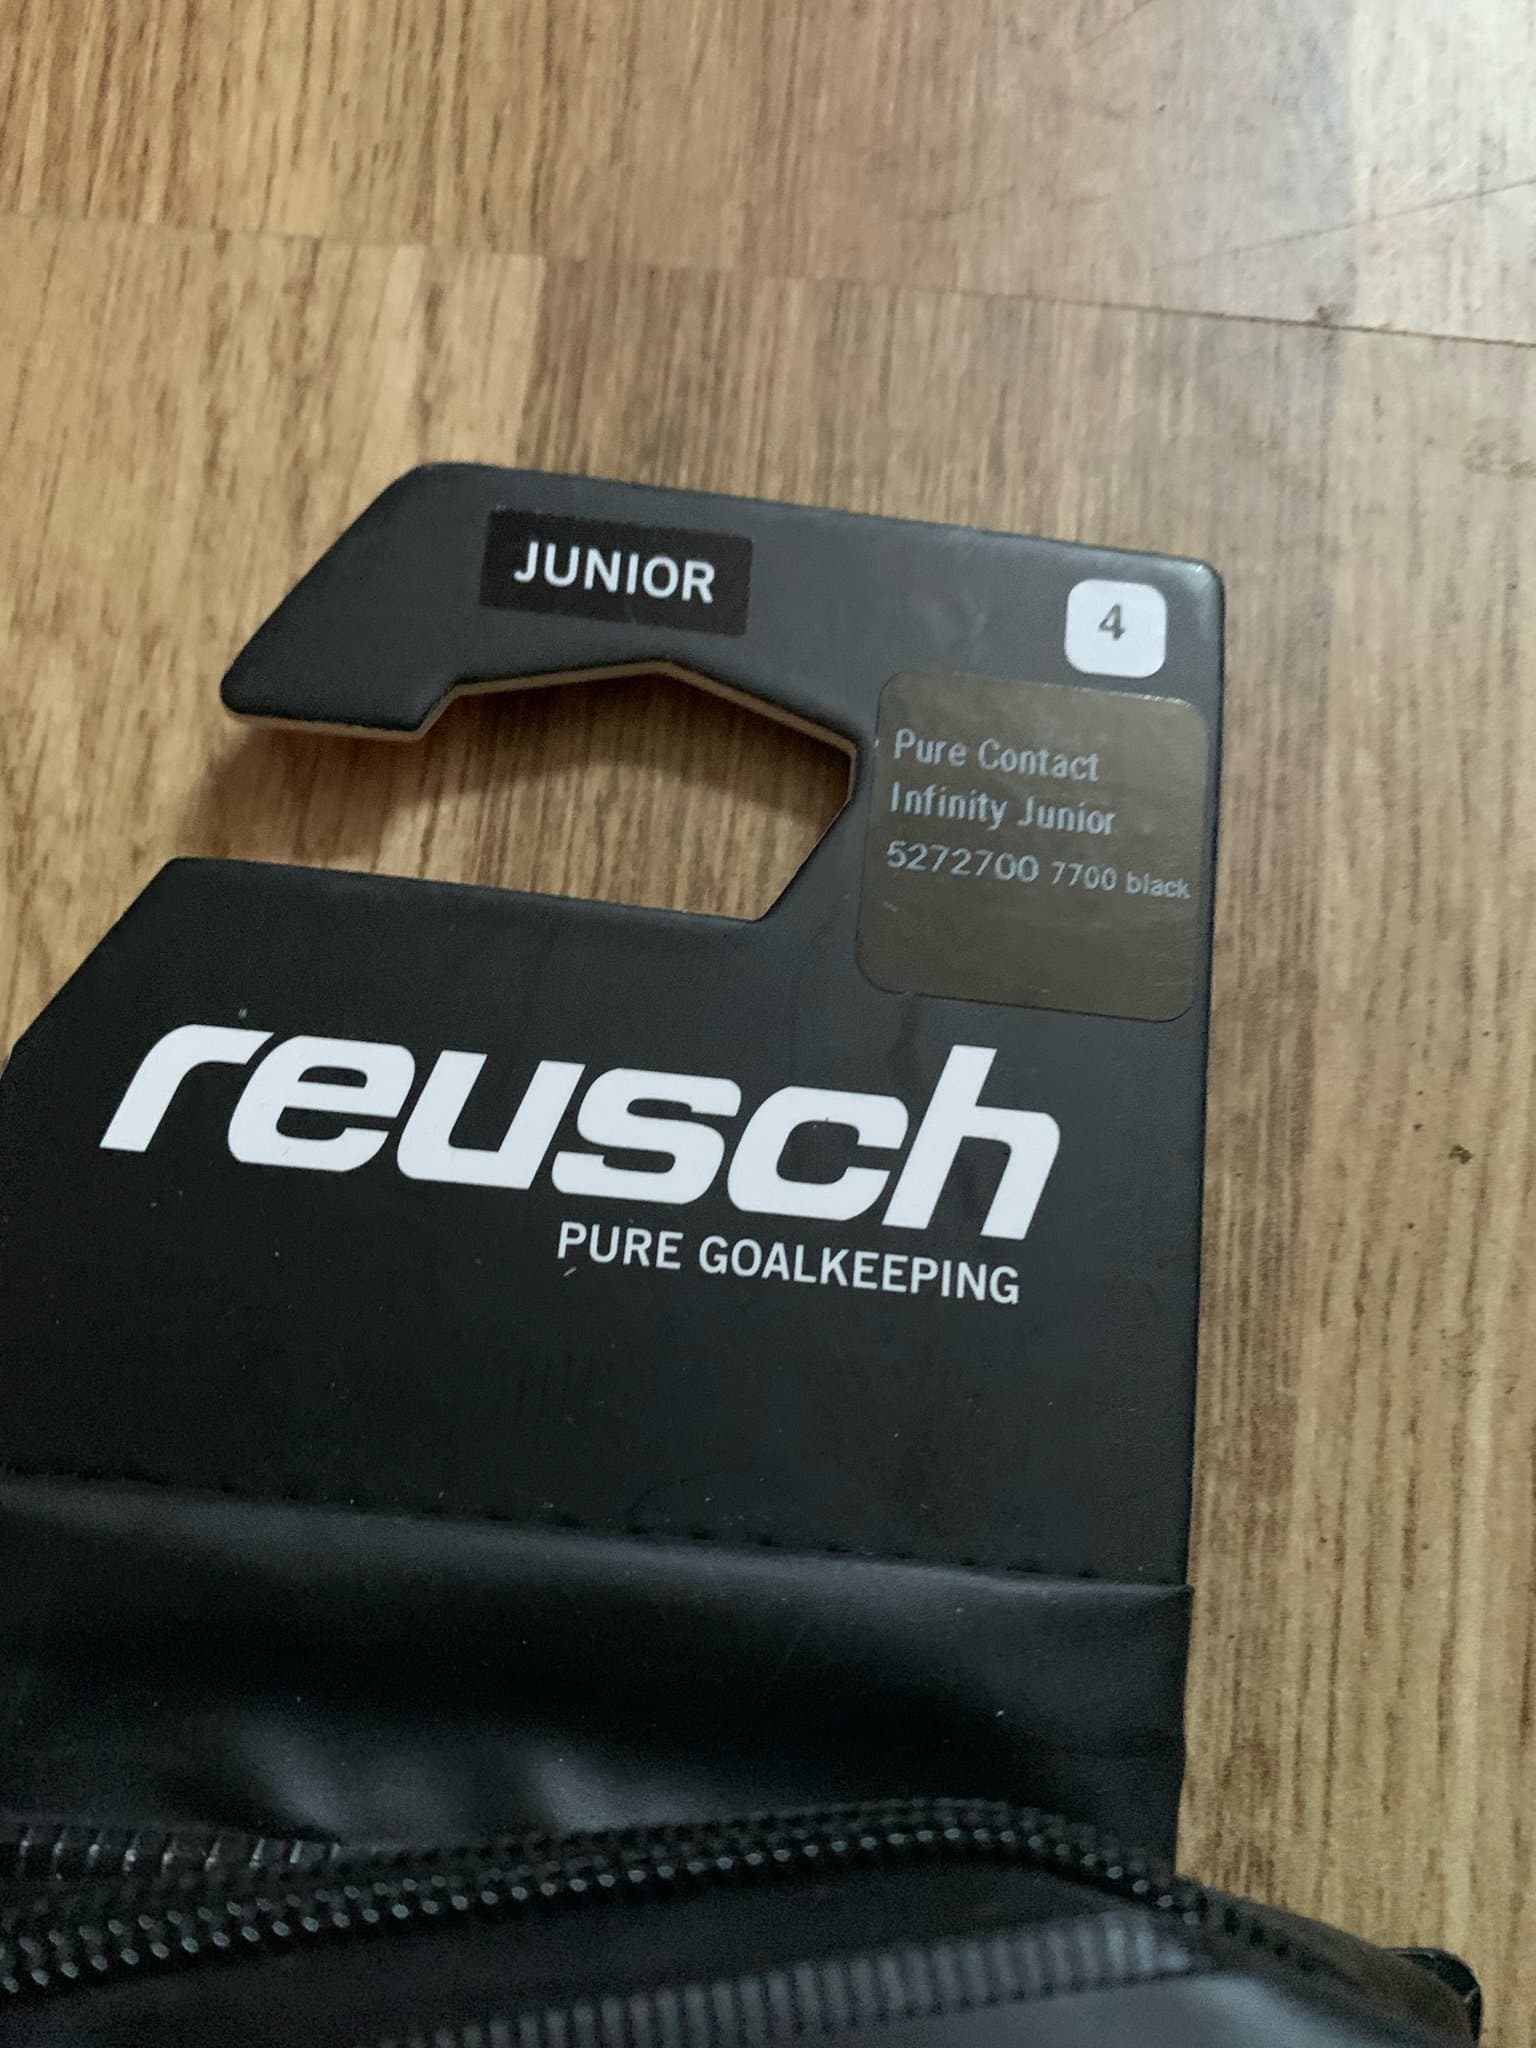 JUNIOR
4
Pure Contact
Infinity Junior
5272700 7700 black
reusch
PURE GOALKEEPING